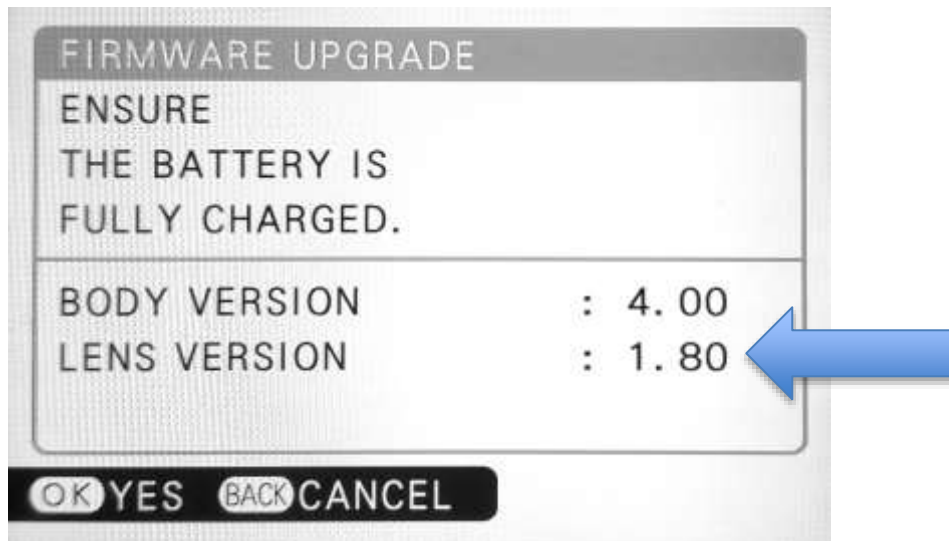 FIRMWARE UPGRADE
ENSURE
THE BATTERY IS
FULLY CHARGED.
BODY VERSION : 4.00
LENS VERSION : 1.80
OK YES BACK CANCEL